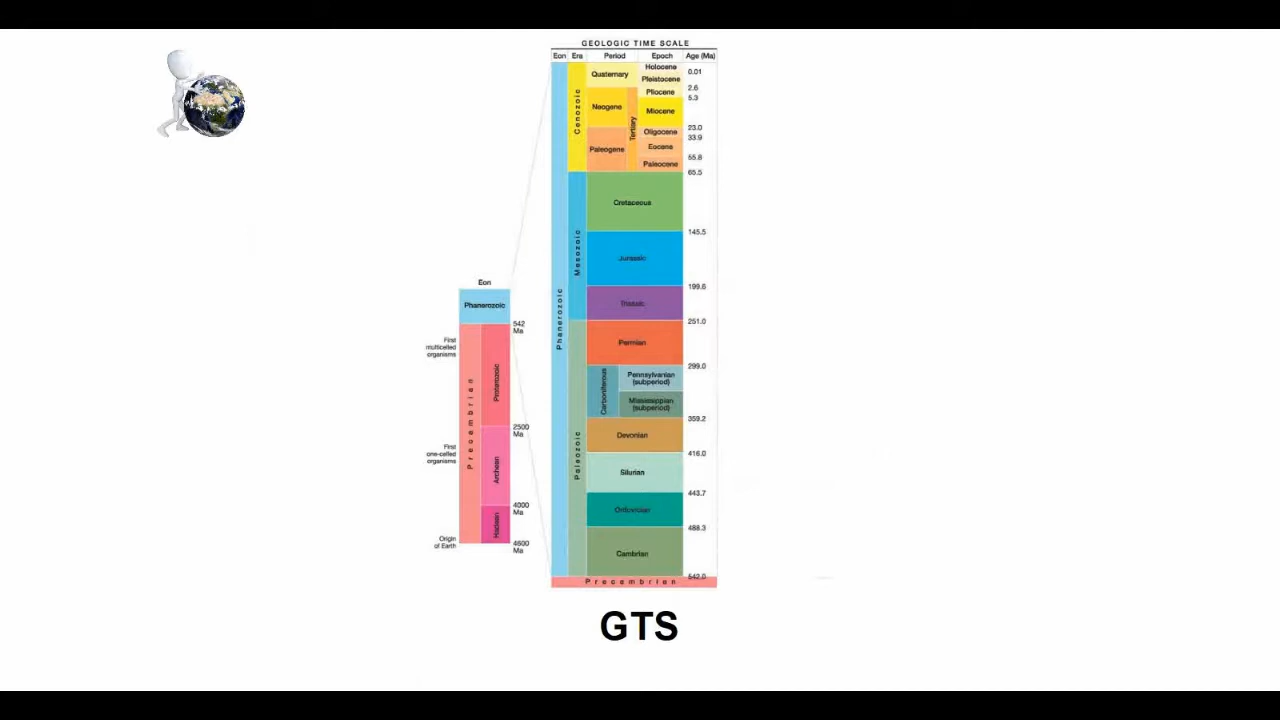 GEOLOGIC TIME SCALE
Eon Era Period Epoch Age (Ma)
Phanerozoic
Cenozoic
Quaternary
Holocene
0.01
Pleistocene
2.6
Pliocene
5.3
Neogene
Tertiary
Miocene
23.0
Oligocene
33.9
Paleogene
Eocene
55.8
Paleocene
65.5
Mesozoic
Cretaceous
145.5
Jurassic
199.6
Triassic
251.0
Paleozoic
Permian
299.0
Carboniferous
Pennsylvanian
(subperiod)
Mississippian
(subperiod)
359.2
Devonian
416.0
Silurian
443.7
Ordovician
488.3
Cambrian
542.0
Precambrian
Eon
Phanerozoic
542
Ma
First
multicelled
organisms
Precambrian
Proterozoic
2500
Ma
First
one-celled
organisms
Archean
4000
Ma
Hadean
Origin
of Earth
4600
Ma
GTS